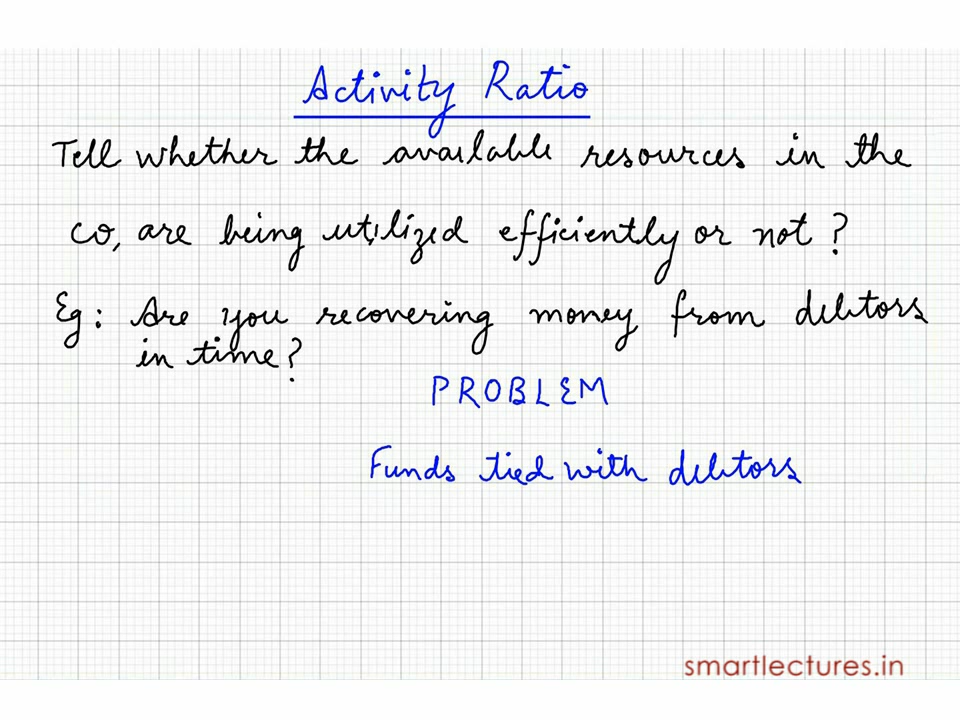 Activity Ratio
Tell whether the available resources in the
co, are being utilized efficiently or not?
Eg: Are you recovering money from debtors
in time?
PROBLEM
Funds tied with debtors
smartlectures.in